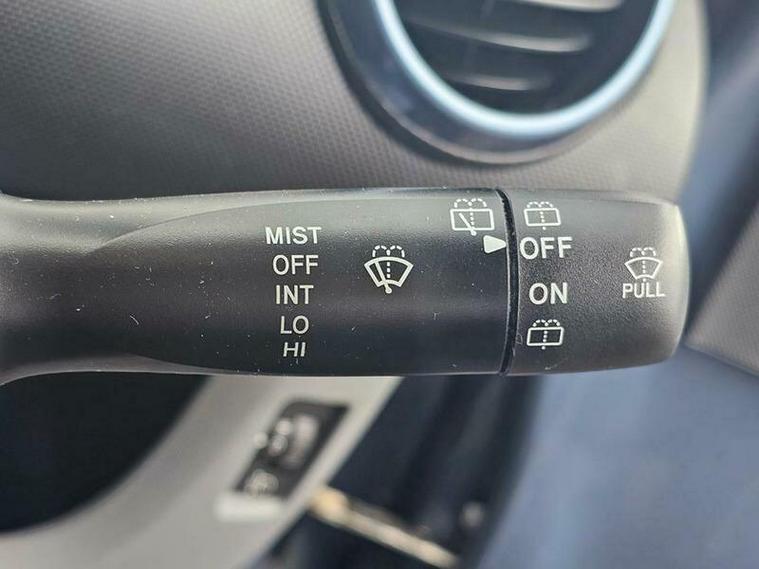 MIST
OFF
INT
LO
HI
OFF
ON
PULL